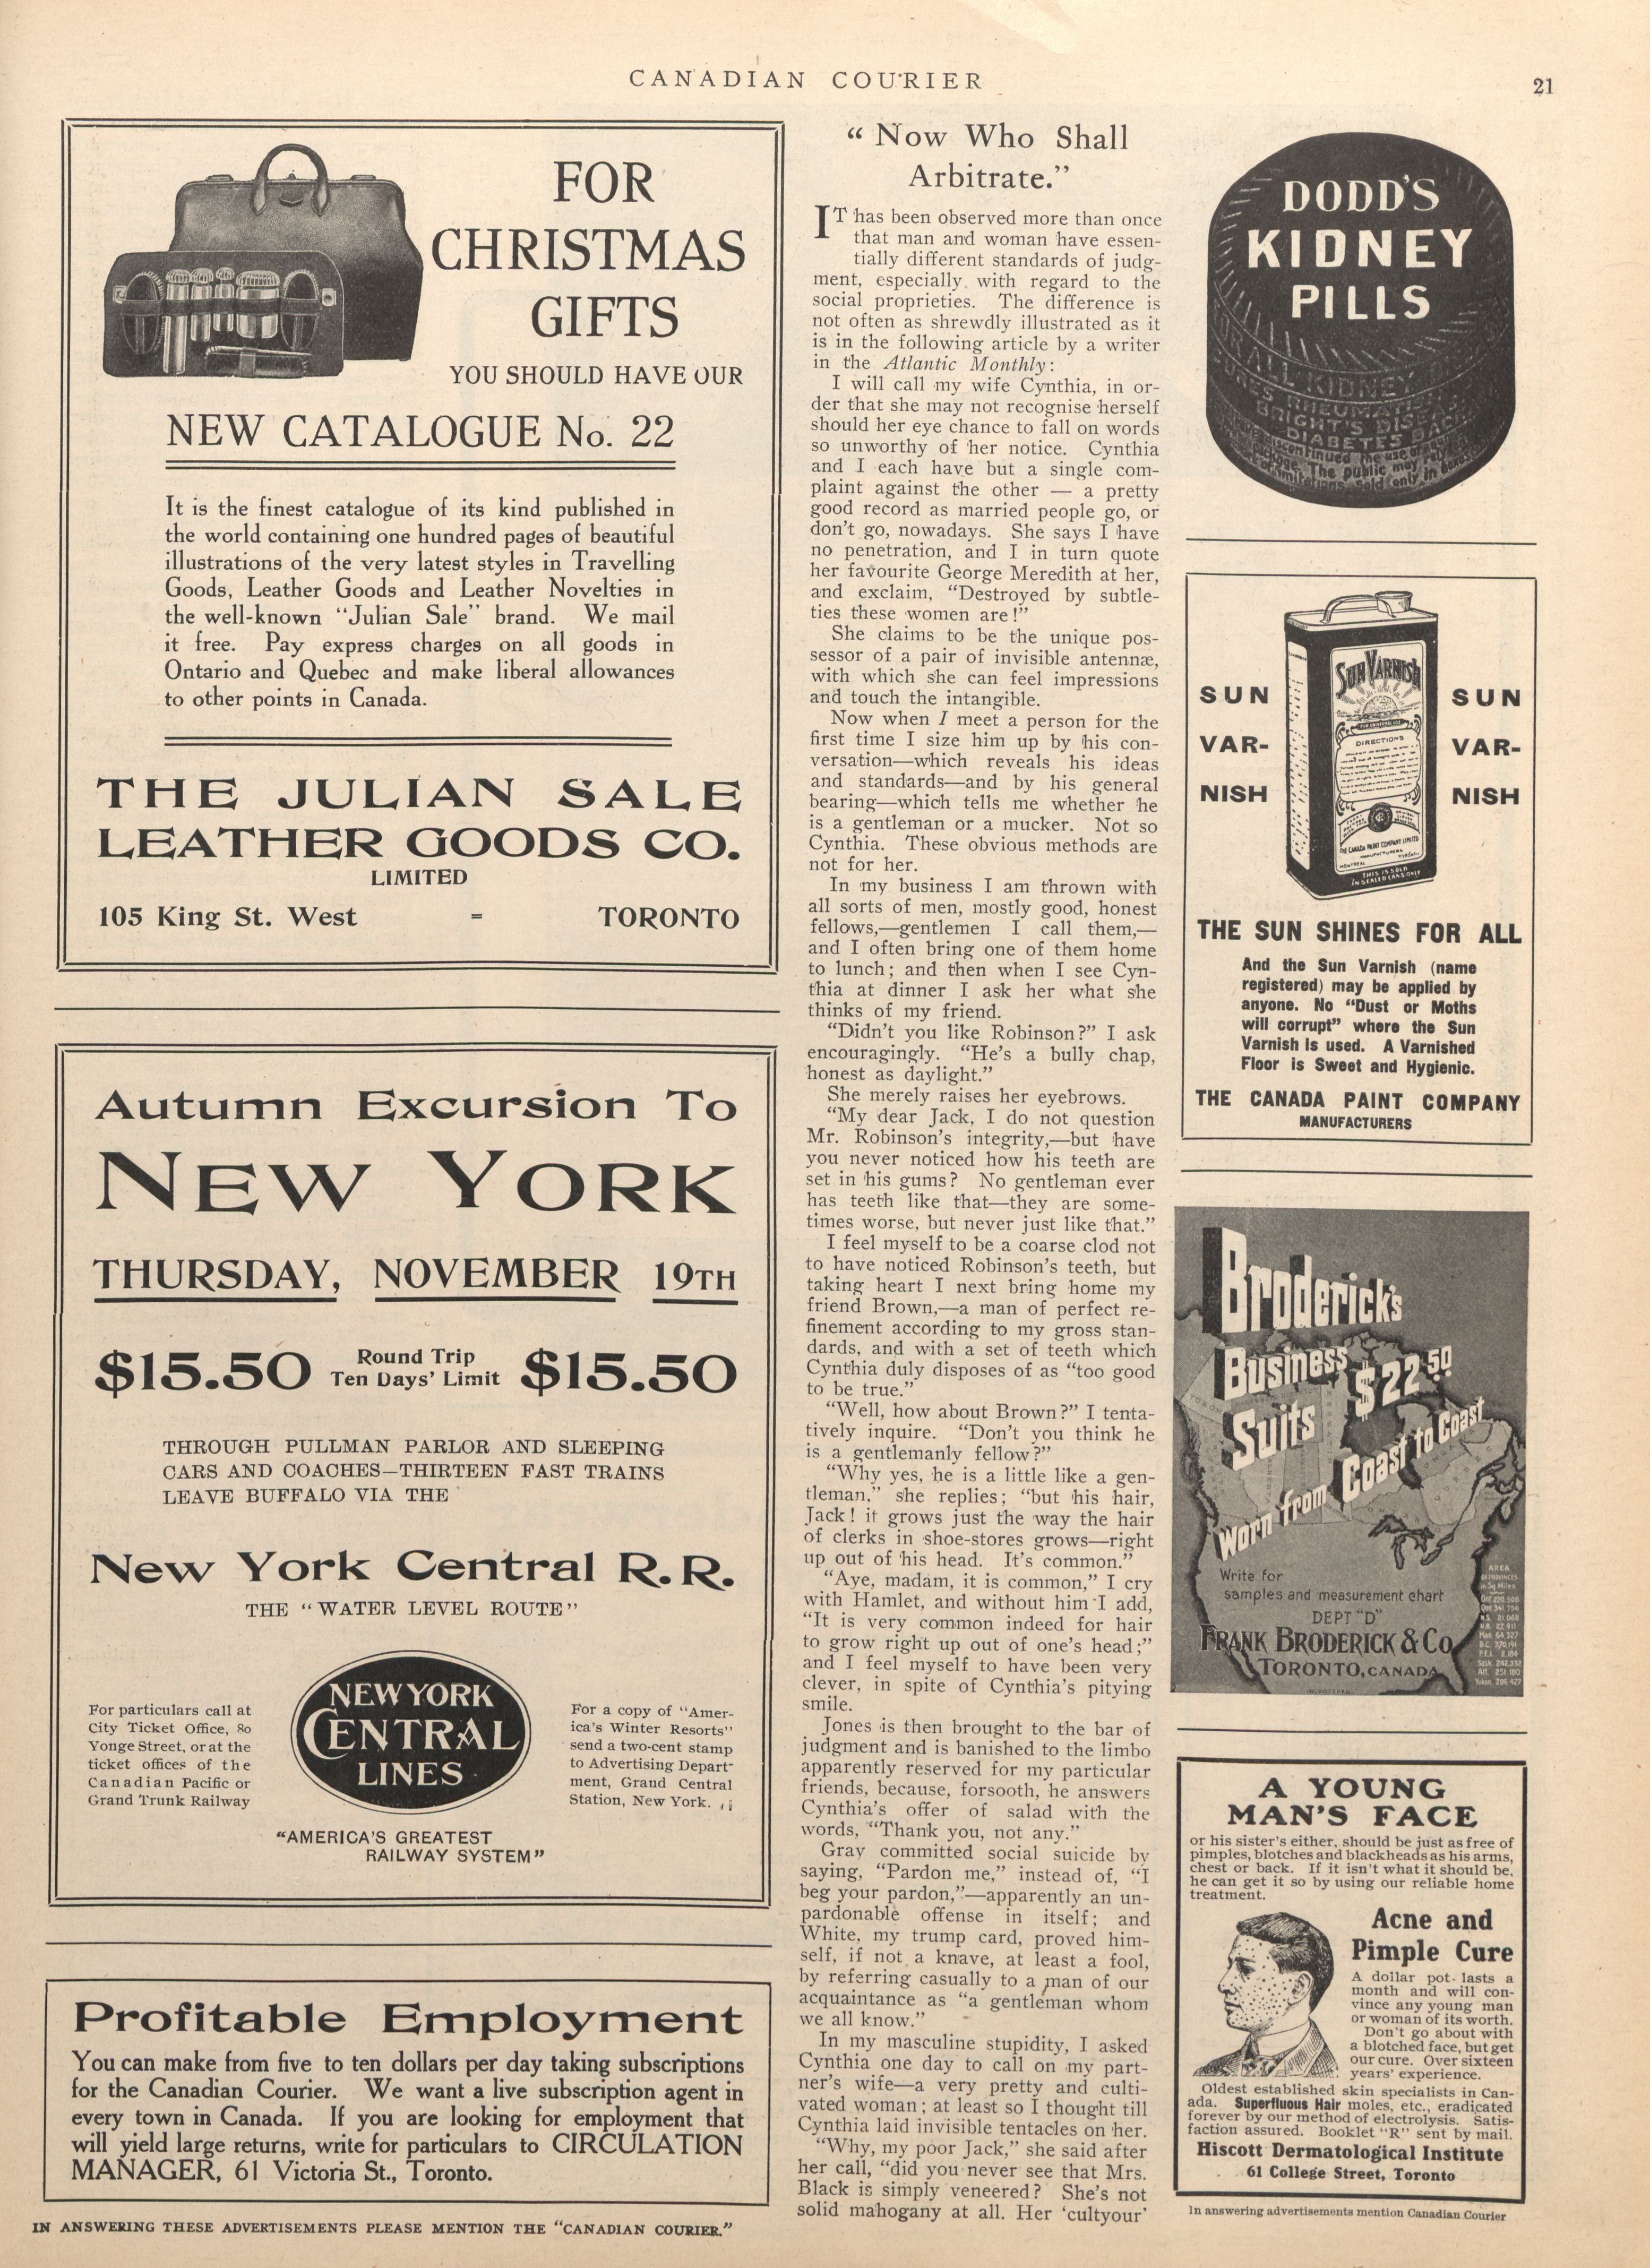 CANADIAN COURIER
21
FOR
CHRISTMAS
GIFTS
YOU SHOULD HAVE OUR
NEW CATALOGUE No. 22
It is the finest catalogue of its kind published in
the world containing one hundred pages of beautiful
illustrations of the very latest styles in Travelling
Goods, Leather Goods and Leather Novelties in
the well-known "Julian Sale" brand. We mail
it free. Pay express charges on all goods in
Ontario and Quebec and make liberal allowances
to other points in Canada.
THE JULIAN SALE
LEATHER GOODS CO.
LIMITED
105 King St. West - TORONTO
Autumn Excursion To
NEW YORK
THURSDAY, NOVEMBER 19TH
$15.50 Round Trip Ten Days' Limit $15.50
THROUGH PULLMAN PARLOR AND SLEEPING
CARS AND COACHES—THIRTEEN FAST TRAINS
LEAVE BUFFALO VIA THE
New York Central R.R.
THE "WATER LEVEL ROUTE"
For particulars call at
City Ticket Office, 80
Yonge Street, or at the
ticket offices of the
Canadian Pacific or
Grand Trunk Railway
NEW YORK
CENTRAL
LINES
For a copy of "Amer-
ica's Winter Resorts"
send a two-cent stamp
to Advertising Depart-
ment, Grand Central
Station, New York.
"AMERICA'S GREATEST
RAILWAY SYSTEM"
Profitable Employment
You can make from five to ten dollars per day taking subscriptions
for the Canadian Courier. We want a live subscription agent in
every town in Canada. If you are looking for employment that
will yield large returns, write for particulars to CIRCULATION
MANAGER, 61 Victoria St., Toronto.
IN ANSWERING THESE ADVERTISEMENTS PLEASE MENTION THE "CANADIAN COURIER."
"Now Who Shall
Arbitrate."
IT has been observed more than once
that man and woman have essen-
tially different standards of judg-
ment, especially with regard to the
social proprieties. The difference is
not often as shrewdly illustrated as it
is in the following article by a writer
in the Atlantic Monthly:
I will call my wife Cynthia, in or-
der that she may not recognise herself
should her eye chance to fall on words
so unworthy of her notice. Cynthia
and I each have but a single com-
plaint against the other — a pretty
good record as married people go, or
don't go, nowadays. She says I have
no penetration, and I in turn quote
her favourite George Meredith at her,
and exclaim, "Destroyed by subtle-
ties these women are!"
She claims to be the unique pos-
sessor of a pair of invisible antennæ,
with which she can feel impressions
and touch the intangible.
Now when I meet a person for the
first time I size him up by his con-
versation—which reveals his ideas
and standards—and by his general
bearing—which tells me whether he
is a gentleman or a mucker. Not so
Cynthia. These obvious methods are
not for her.
In my business I am thrown with
all sorts of men, mostly good, honest
fellows,—gentlemen I call them,—
and I often bring one of them home
to lunch; and then when I see Cyn-
thia at dinner I ask her what she
thinks of my friend.
"Didn't you like Robinson?" I ask
encouragingly. "He's a bully chap,
honest as daylight."
She merely raises her eyebrows.
"My dear Jack, I do not question
Mr. Robinson's integrity,—but have
you never noticed how his teeth are
set in his gums? No gentleman ever
has teeth like that—they are some-
times worse, but never just like that."
I feel myself to be a coarse clod not
to have noticed Robinson's teeth, but
taking heart I next bring home my
friend Brown,—a man of perfect re-
finement according to my gross stan-
dards, and with a set of teeth which
Cynthia duly disposes of as "too good
to be true."
"Well, how about Brown?" I tenta-
tively inquire. "Don't you think he
is a gentlemanly fellow?"
"Why yes, he is a little like a gen-
tleman," she replies; "but his hair,
Jack! it grows just the way the hair
of clerks in shoe-stores grows—right
up out of his head. It's common."
"Aye, madam, it is common," I cry
with Hamlet, and without him I add,
"It is very common indeed for hair
to grow right up out of one's head;"
and I feel myself to have been very
clever, in spite of Cynthia's pitying
smile.
Jones is then brought to the bar of
judgment and is banished to the limbo
apparently reserved for my particular
friends, because, forsooth, he answers
Cynthia's offer of salad with the
words, "Thank you, not any."
Gray committed social suicide by
saying, "Pardon me," instead of, "I
beg your pardon,"—apparently an un-
pardonable offense in itself; and
White, my trump card, proved him-
self, if not a knave, at least a fool,
by referring casually to a man of our
acquaintance as "a gentleman whom
we all know."
In my masculine stupidity, I asked
Cynthia one day to call on my part-
ner's wife—a very pretty and culti-
vated woman; at least so I thought till
Cynthia laid invisible tentacles on her.
"Why, my poor Jack," she said after
her call, "did you never see that Mrs.
Black is simply veneered? She's not
solid mahogany at all. Her 'cultyour'
DODD'S
KIDNEY
PILLS
ALL KIDNEY
CURES RHEUMATISM
BRIGHT'S DISEASE
DIABETES BACK
SUN VARNISH
DIRECTIONS
THE CANADA PAINT COMPANY LIMITED
MANUFACTURERS
MONTREAL TORONTO
THIS IS SOLD
IN SEALED CANS ONLY
SUN
VAR-
NISH
SUN
VAR-
NISH
THE SUN SHINES FOR ALL
And the Sun Varnish (name
registered) may be applied by
anyone. No "Dust or Moths
will corrupt" where the Sun
Varnish is used. A Varnished
Floor is Sweet and Hygienic.
THE CANADA PAINT COMPANY
MANUFACTURERS
Broderick's
Business $22.50
Suits
Worn from Coast to Coast
Write for
samples and measurement chart
DEPT "D"
FRANK BRODERICK & Co.
TORONTO, CANADA
AREA
OF PROVINCES
in Sq Miles
A YOUNG
MAN'S FACE
or his sister's either, should be just as free of
pimples, blotches and blackheads as his arms,
chest or back. If it isn't what it should be,
he can get it so by using our reliable home
treatment.
Acne and
Pimple Cure
A dollar pot lasts a
month and will con-
vince any young man
or woman of its worth.
Don't go about with
a blotched face, but get
our cure. Over sixteen
years' experience.
Oldest established skin specialists in Can-
ada. Superfluous Hair moles, etc., eradicated
forever by our method of electrolysis. Satis-
faction assured. Booklet "R" sent by mail.
Hiscott Dermatological Institute
61 College Street, Toronto
In answering advertisements mention Canadian Courier